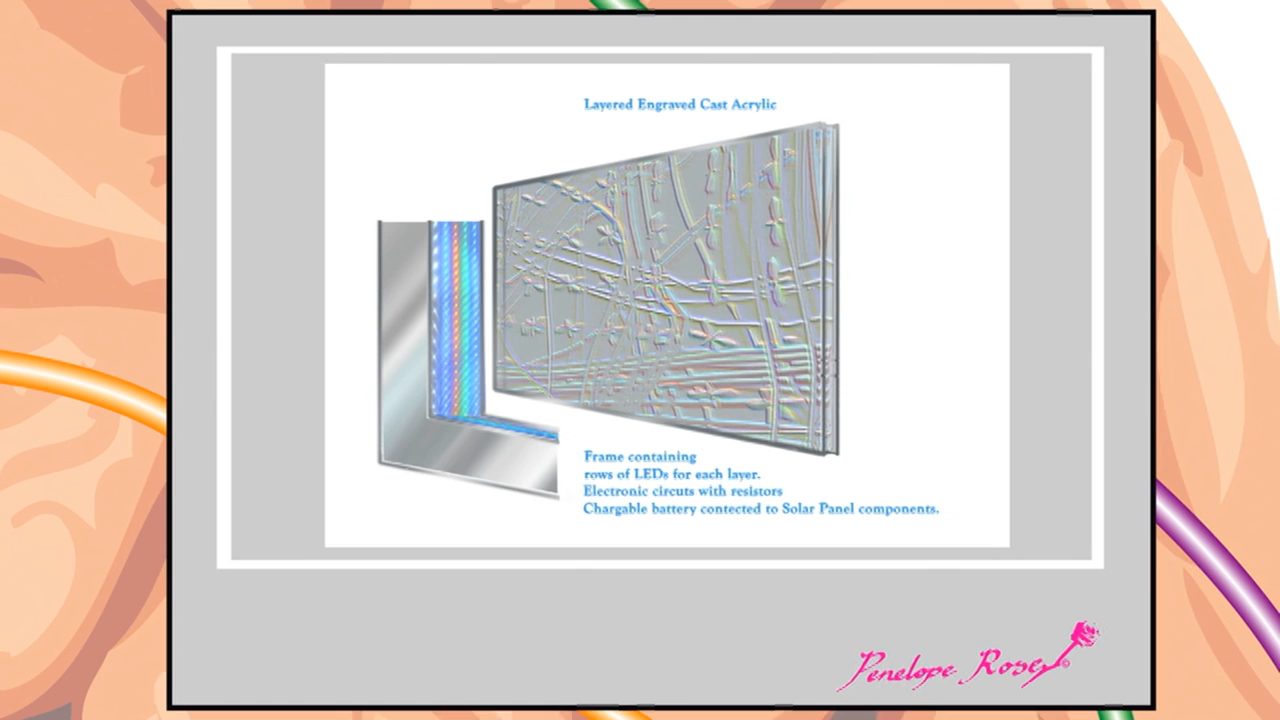 Layered Engraved Cast Acrylic
Frame containing
rows of LEDs for each layer.
Electronic circuts with resistors
Chargable battery contected to Solar Panel components.
Penelope Rose ©